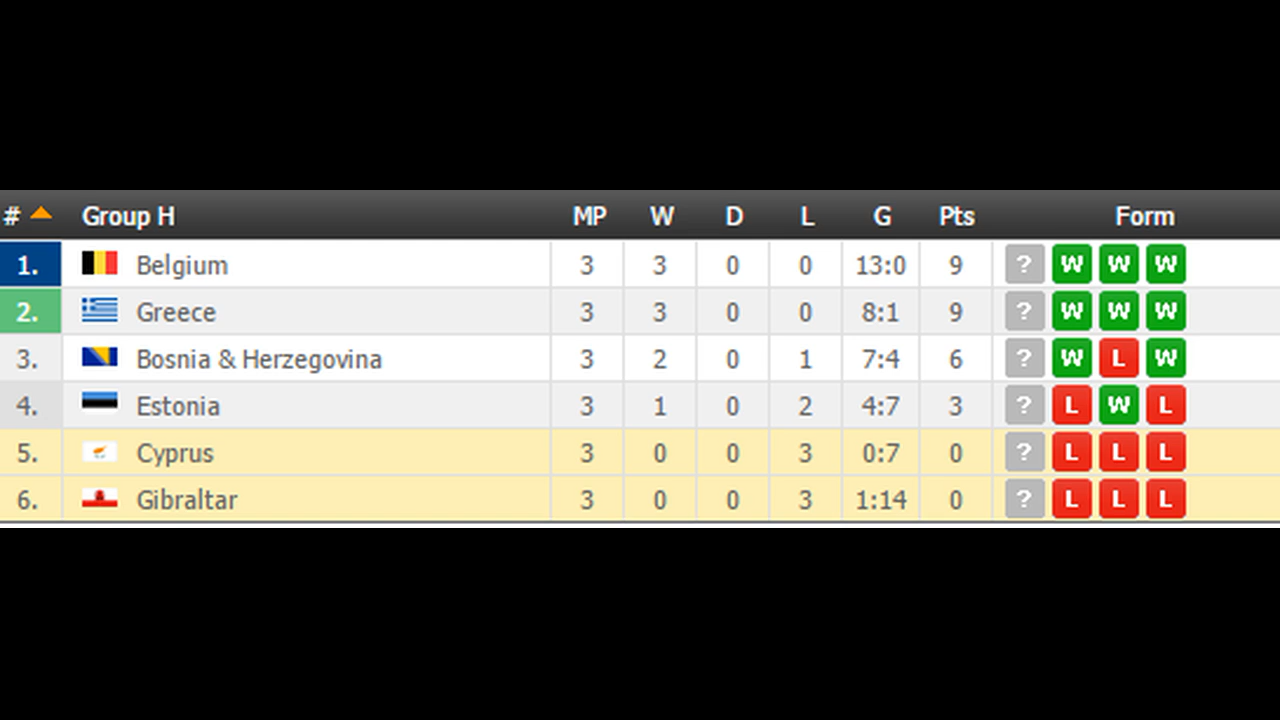 # Group H MP W D L G Pts Form
1. Belgium 3 3 0 0 13:0 9 ? W W W
2. Greece 3 3 0 0 8:1 9 ? W W W
3. Bosnia & Herzegovina 3 2 0 1 7:4 6 ? W L W
4. Estonia 3 1 0 2 4:7 3 ? L W L
5. Cyprus 3 0 0 3 0:7 0 ? L L L
6. Gibraltar 3 0 0 3 1:14 0 ? L L L